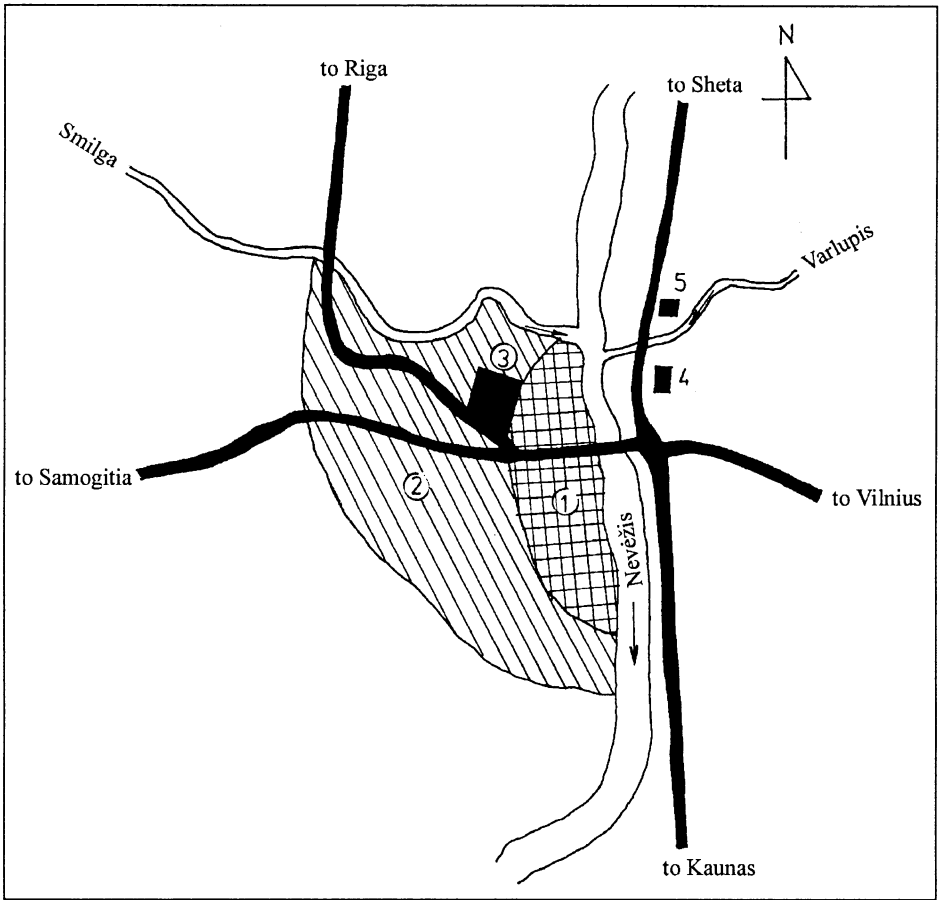 N
to Riga
to Sheta
Smilga
Varlupis
5
3
4
to Samogitia
2
1
to Vilnius
Nevėžis
to Kaunas